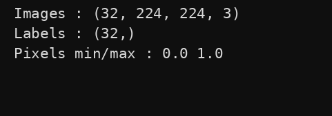 Images : (32, 224, 224, 3)
Labels : (32,)
Pixels min/max : 0.0 1.0